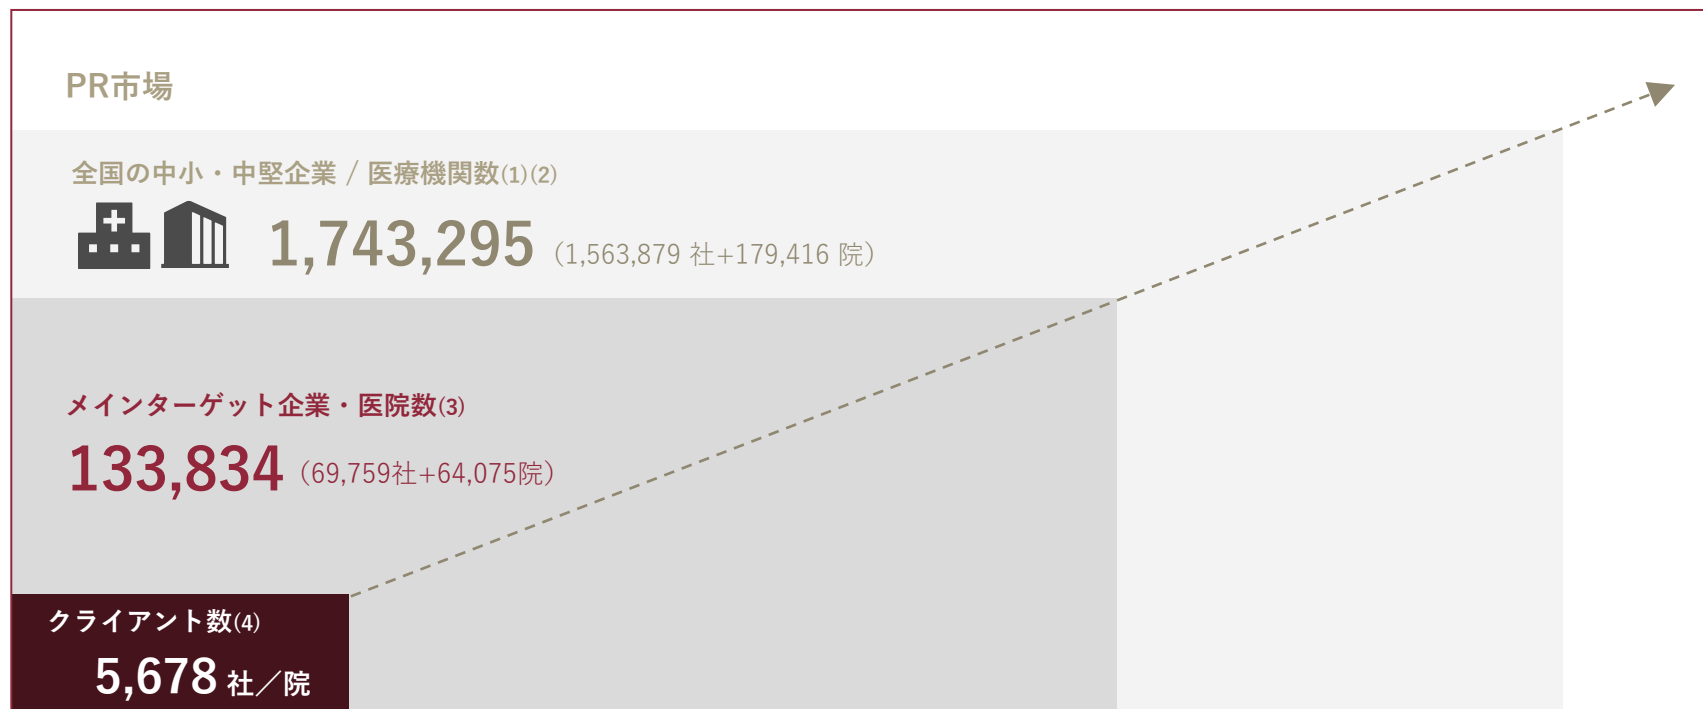 PR市場
全国の中小・中堅企業 / 医療機関数(1)(2)
1,743,295（1,563,879 社+179,416 院）
メインターゲット企業・医院数(3)
133,834（69,759社+64,075院）
クライアント数(4)
5,678 社／院